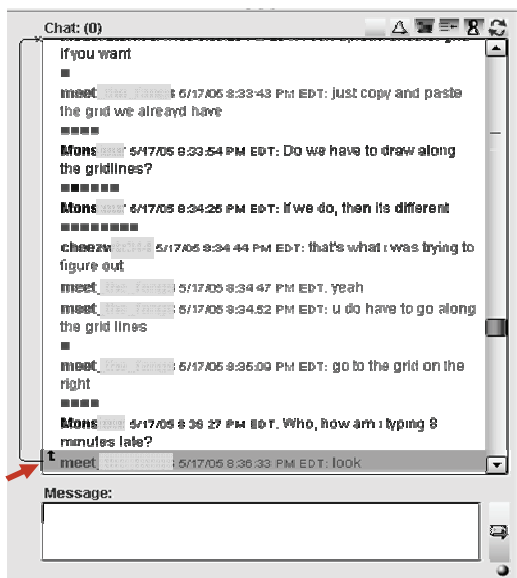 Chat: (0)
if you want
meet 5/17/05 8:33:43 PM EDT: just copy and paste
the grid we alreayd have
Mons 5/17/05 8:33:54 PM EDT: Do we have to draw along
the gridlines?
Mons 5/17/05 8:34:26 PM EDT: if we do, then its different
cheezw 5/17/05 8:34:44 PM EDT: that's what i was trying to
figure out
meet_ 5/17/05 8:34:47 PM EDT: yeah
meet_ 5/17/05 8:34:52 PM EDT: u do have to go along
the grid lines
meet_ 5/17/05 8:35:09 PM EDT: go to the grid on the
right
Mons 5/17/05 8:36:27 PM EDT: Who, how am i typing 8
minutes late?
meet_ 5/17/05 8:36:33 PM EDT: look
Message: